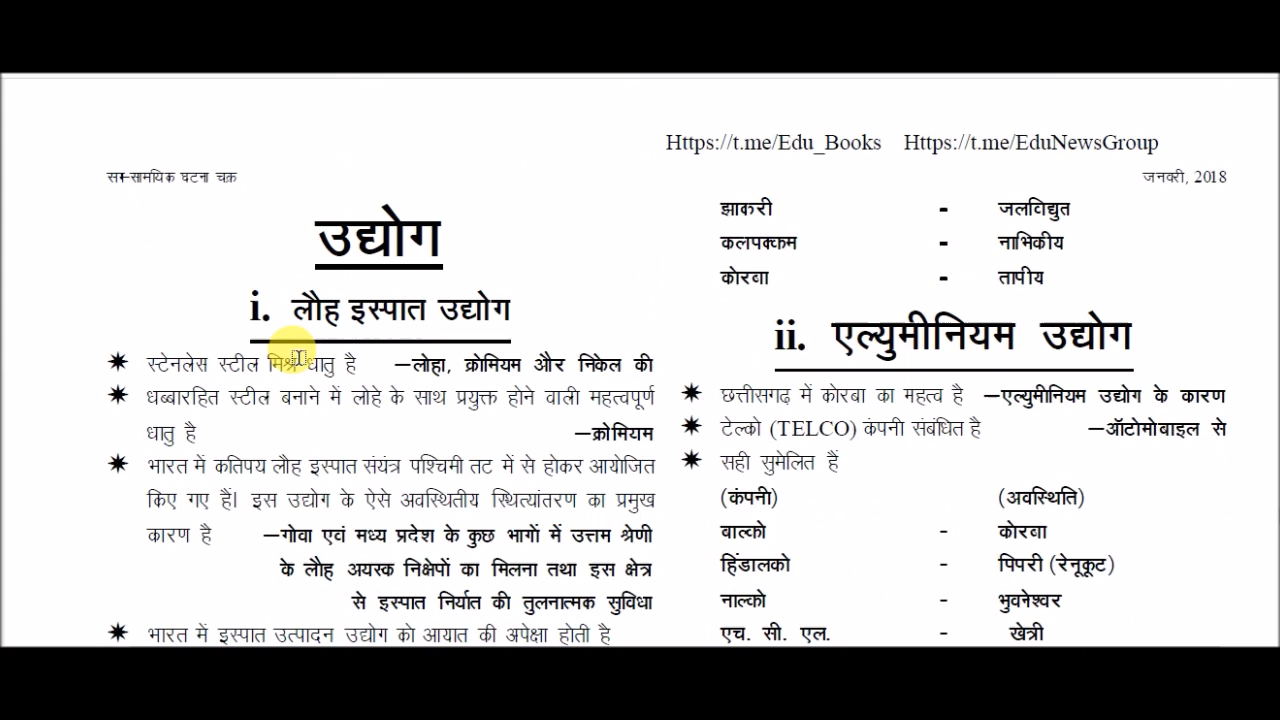 Https://t.me/Edu_Books Https://t.me/EduNewsGroup
सम-सामयिक घटना चक्र
जनवरी, 2018
उद्योग
i. लौह इस्पात उद्योग
✷ स्टेनलेस स्टील मिश्र धातु है –लोहा, क्रोमियम और निकेल की
✷ धब्बारहित स्टील बनाने में लोहे के साथ प्रयुक्त होने वाली महत्वपूर्ण
धातु है –क्रोमियम
✷ भारत में कतिपय लौह इस्पात संयंत्र पश्चिमी तट में से होकर आयोजित
किए गए हैं। इस उद्योग के ऐसे अवस्थितीय स्थित्यांतरण का प्रमुख
कारण है –गोवा एवं मध्य प्रदेश के कुछ भागों में उत्तम श्रेणी
के लौह अयस्क निक्षेपों का मिलना तथा इस क्षेत्र
से इस्पात निर्यात की तुलनात्मक सुविधा
✷ भारत में इस्पात उत्पादन उद्योग को आयात की अपेक्षा होती है
झाकरी - जलविद्युत
कलपक्कम - नाभिकीय
कोरबा - तापीय
ii. एल्युमीनियम उद्योग
✷ छत्तीसगढ़ में कोरबा का महत्व है –एल्युमीनियम उद्योग के कारण
✷ टेल्को (TELCO) कंपनी संबंधित है –ऑटोमोबाइल से
✷ सही सुमेलित हैं
(कंपनी) (अवस्थिति)
बाल्को - कोरबा
हिंडालको - पिपरी (रेनूकूट)
नाल्को - भुवनेश्वर
एच. सी. एल. - खेत्री